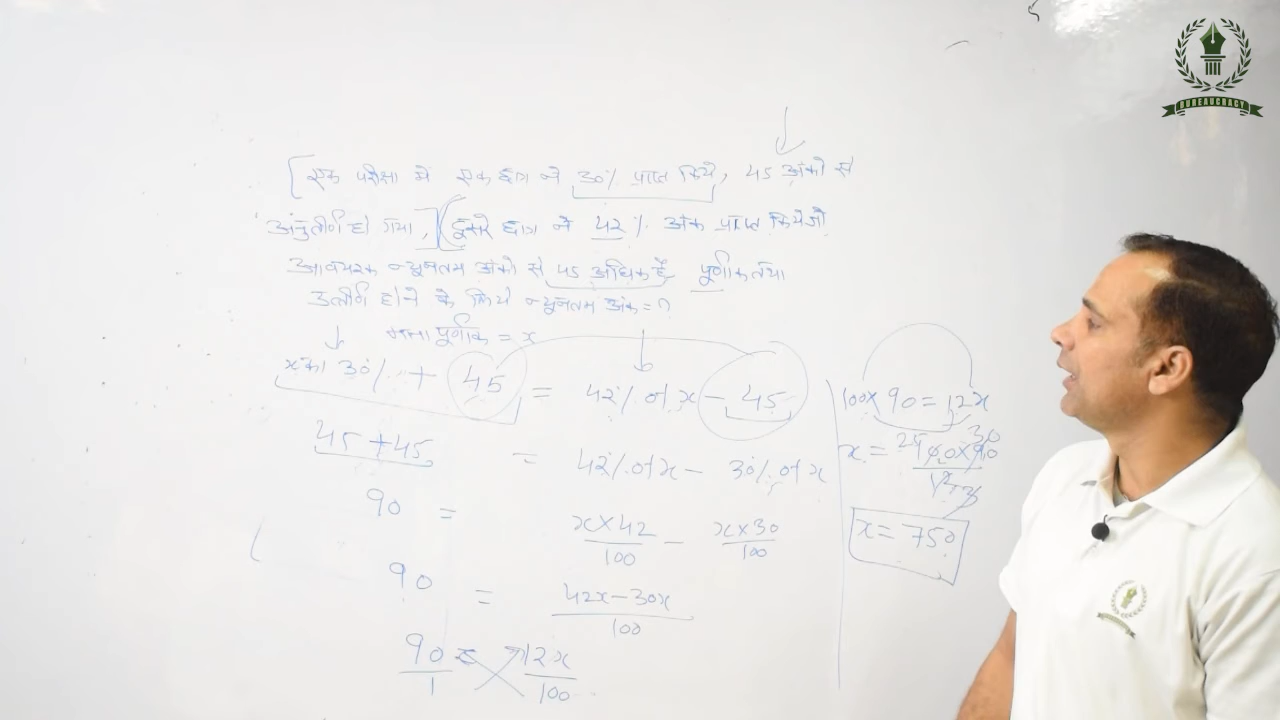 BUREAUCRACY
[एक परीक्षा में एक छात्र ने 30% प्राप्त किये, 45 अंको से
अनुतीर्ण हो गया,] (दूसरे छात्र ने 42% अंक प्राप्त किये जो
आवश्यक न्यूनतम अंको से 45 अधिक है पूर्णांक तथा
उतीर्ण होने के लिये न्यूनतम अंक = ?
माना पूर्णांक = x
x का 30% + 45 = 42% of x - 45
45 + 45 = 42% of x - 30% of x
90 = x × 42 / 100 - x × 30 / 100
90 = 42x - 30x / 100
90 / 1 = 12x / 100
100 × 90 = 12x
x =
x = 750